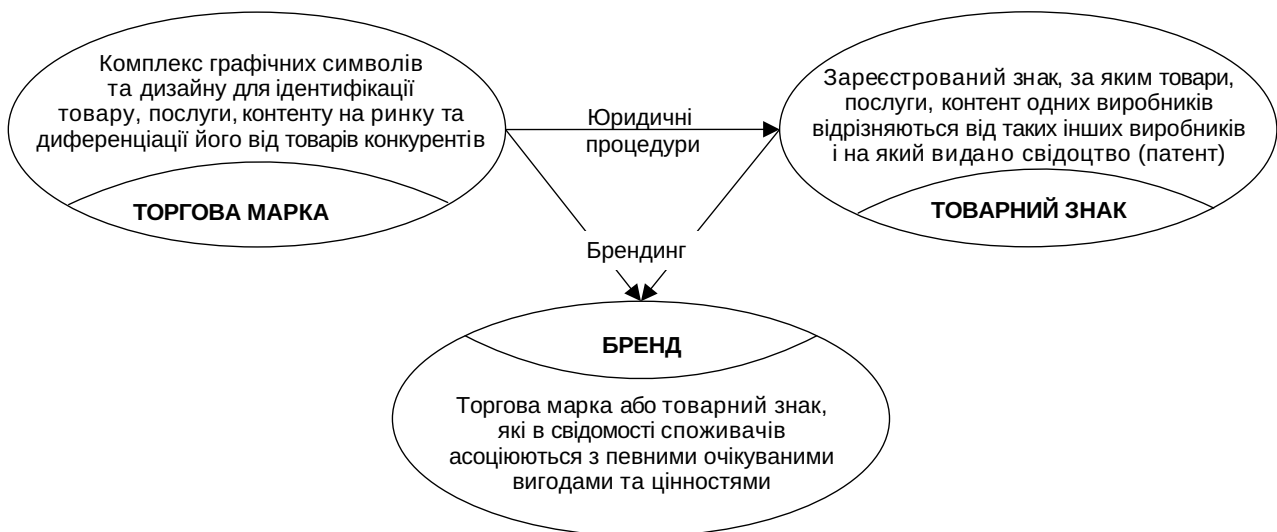 Комплекс графічних символів
та дизайну для ідентифікації
товару, послуги, контенту на ринку та
диференціації його від товарів конкурентів
ТОРГОВА МАРКА
Юридичні
процедури
Зареєстрований знак, за яким товари,
послуги, контент одних виробників
відрізняються від таких інших виробників
і на який видано свідоцтво (патент)
ТОВАРНИЙ ЗНАК
Брендинг
БРЕНД
Торгова марка або товарний знак,
які в свідомості споживачів
асоціюються з певними очікуваними
вигодами та цінностями